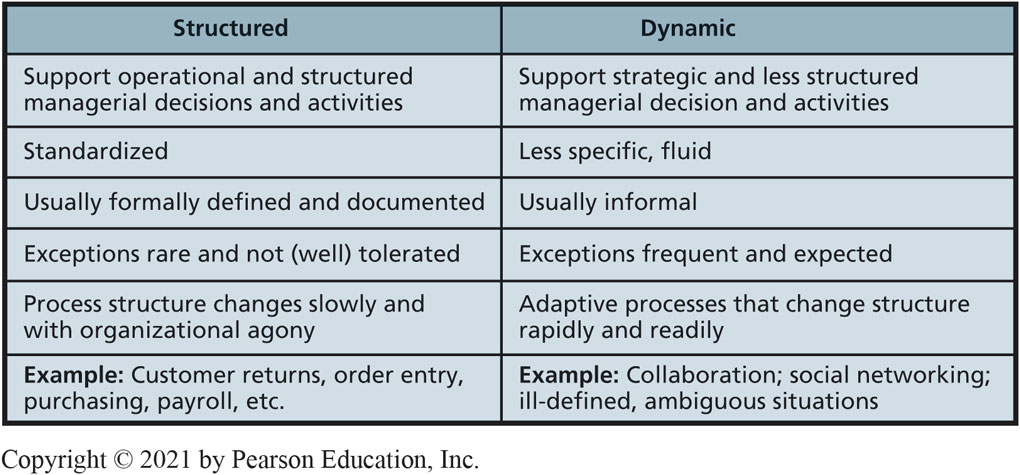 Structured
Dynamic
Support operational and structured
managerial decisions and activities
Support strategic and less structured
managerial decision and activities
Standardized
Less specific, fluid
Usually formally defined and documented
Usually informal
Exceptions rare and not (well) tolerated
Exceptions frequent and expected
Process structure changes slowly and
with organizational agony
Adaptive processes that change structure
rapidly and readily
Example: Customer returns, order entry,
purchasing, payroll, etc.
Example: Collaboration; social networking;
ill-defined, ambiguous situations
Copyright © 2021 by Pearson Education, Inc.